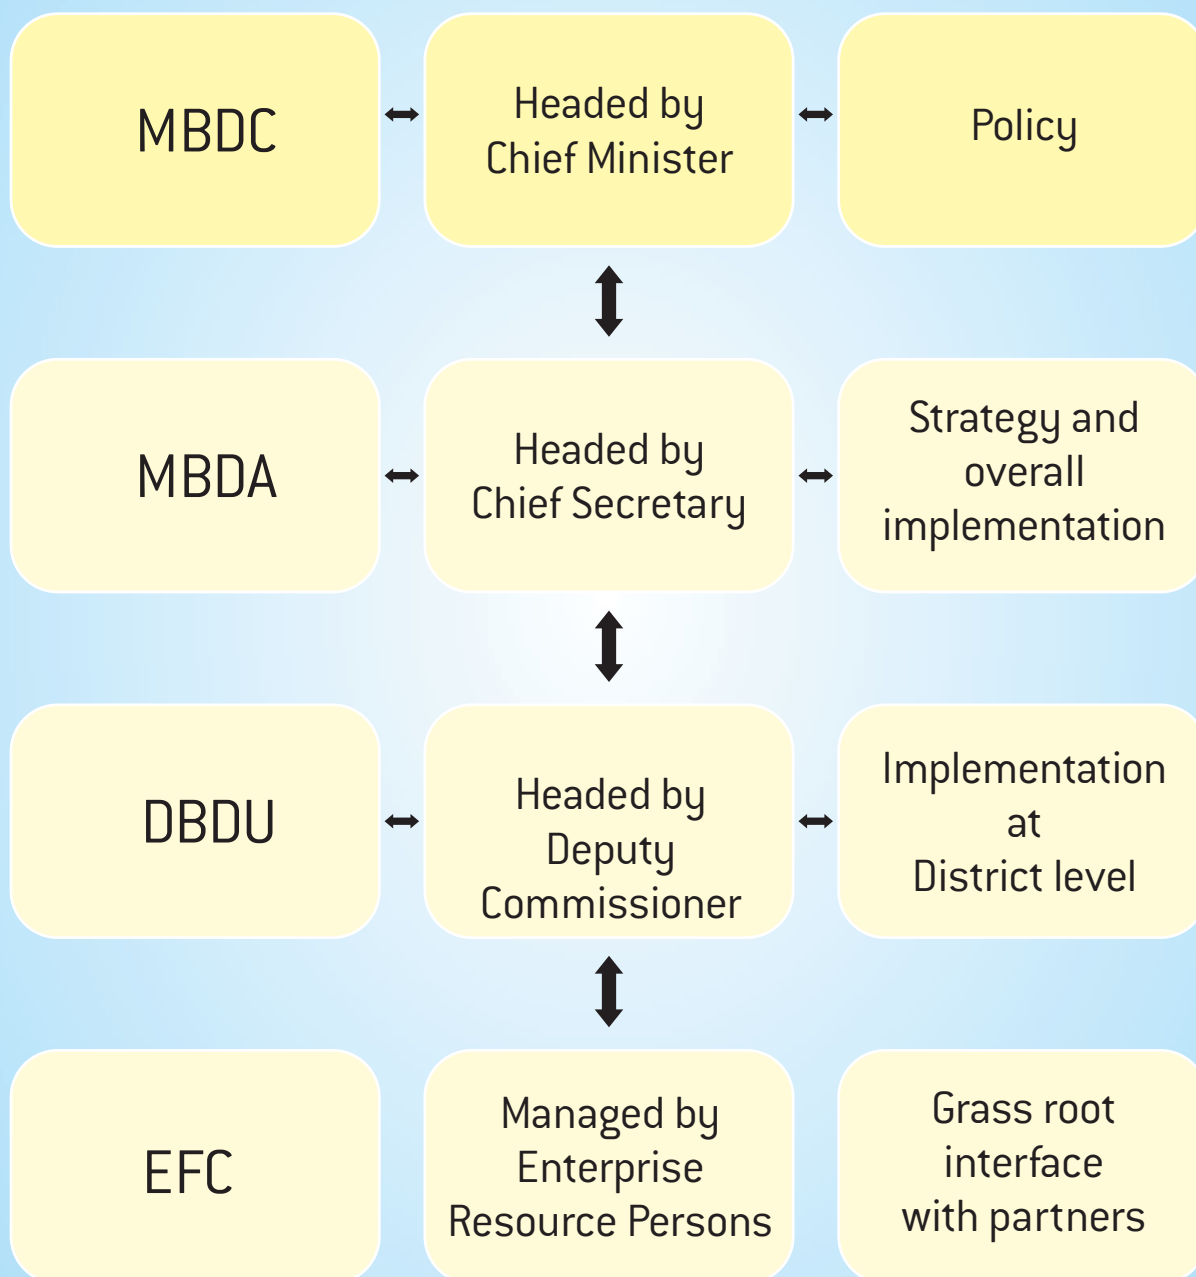 MBDC
Headed by
Chief Minister
Policy
MBDA
Headed by
Chief Secretary
Strategy and
overall
implementation
DBDU
Headed by
Deputy
Commissioner
Implementation
at
District level
EFC
Managed by
Enterprise
Resource Persons
Grass root
interface
with partners